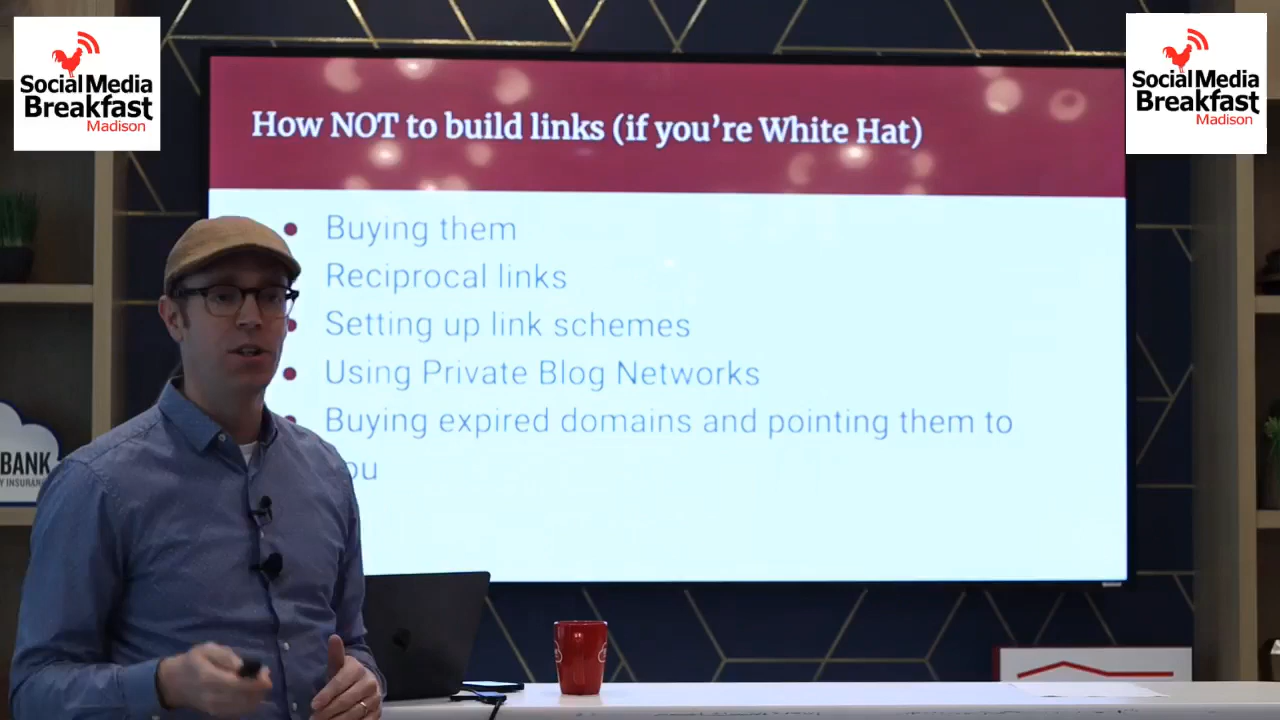 Social Media
Breakfast
Madison
Social Media
Breakfast
Madison
How NOT to build links (if you're White Hat)
Buying them
Reciprocal links
Setting up link schemes
Using Private Blog Networks
Buying expired domains and pointing them to
BANK